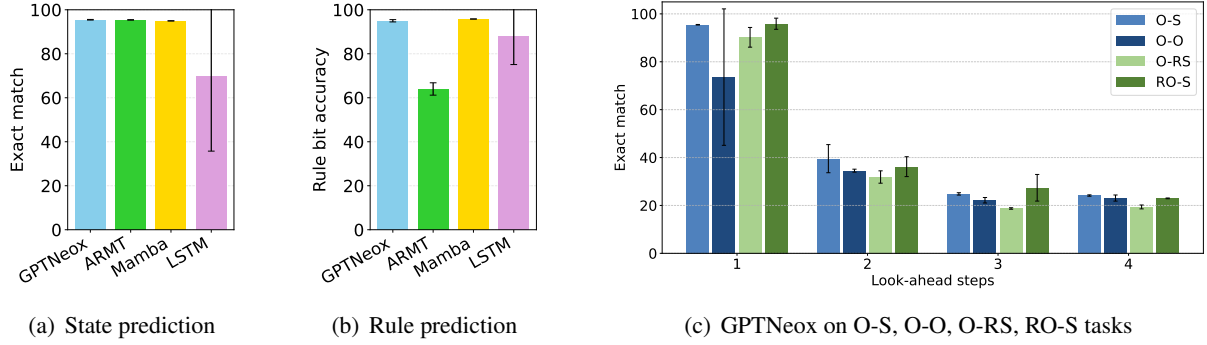 Exact match
100
80
60
40
20
0
GPTNeox
ARMT
Mamba
LSTM
(a) State prediction
Rule bit accuracy
100
80
60
40
20
0
GPTNeox
ARMT
Mamba
LSTM
(b) Rule prediction
Exact match
100
80
60
40
20
0
1
2
3
4
Look-ahead steps
O-S
O-O
O-RS
RO-S
(c) GPTNeox on O-S, O-O, O-RS, RO-S tasks